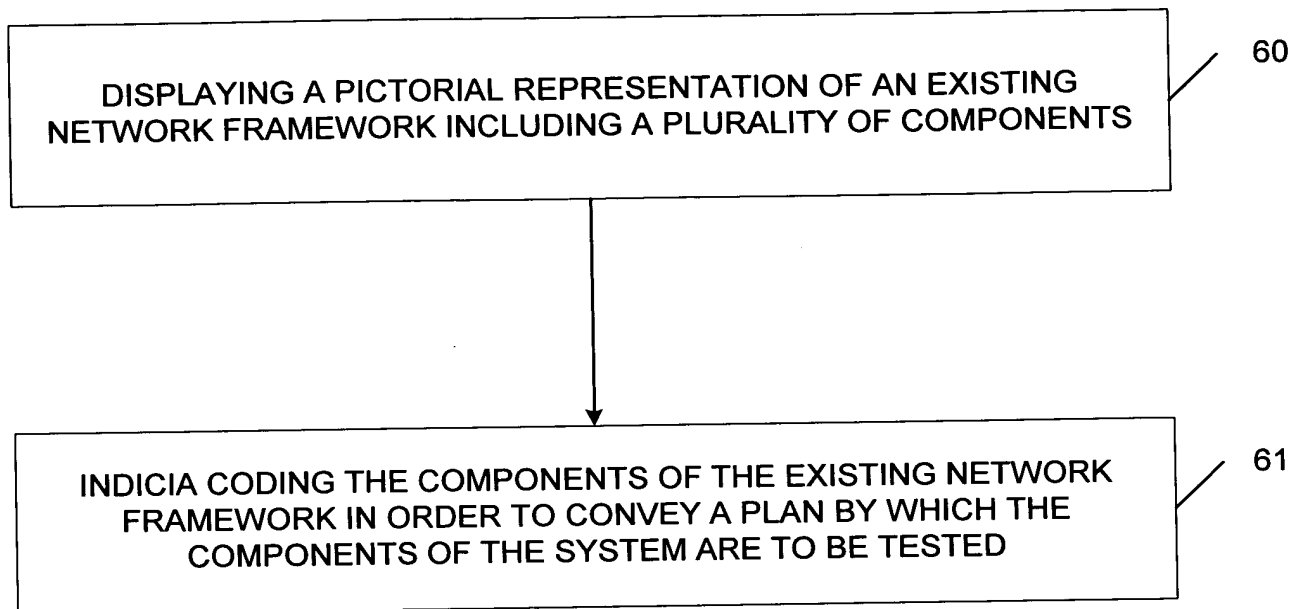 DISPLAYING A PICTORIAL REPRESENTATION OF AN EXISTING
NETWORK FRAMEWORK INCLUDING A PLURALITY OF COMPONENTS
60
INDICIA CODING THE COMPONENTS OF THE EXISTING NETWORK
FRAMEWORK IN ORDER TO CONVEY A PLAN BY WHICH THE
COMPONENTS OF THE SYSTEM ARE TO BE TESTED
61